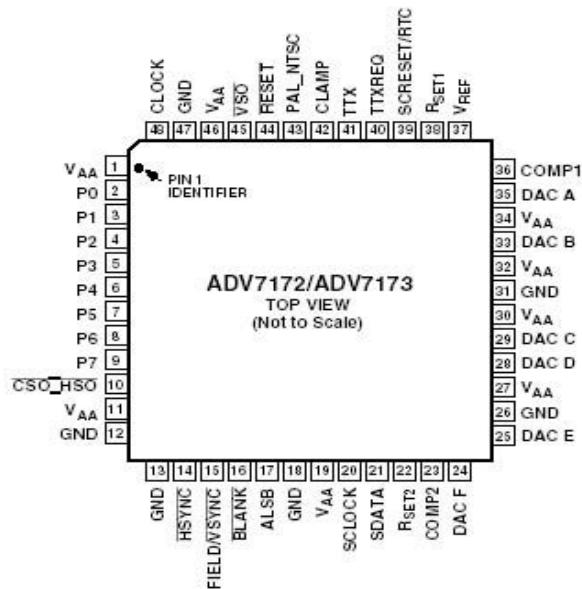 CLOCK
GND
VAA
VSO
RESET
PAL_NTSC
CLAMP
TTX
TTXREQ
SCRESET/RTC
RSET1
VREF
48 47 46 45 44 43 42 41 40 39 38 37
VAA 1
P0 2
P1 3
P2 4
P3 5
P4 6
P5 7
P6 8
P7 9
CSO_HSO 10
VAA 11
GND 12
PIN 1
IDENTIFIER
ADV7172/ADV7173
TOP VIEW
(Not to Scale)
36 COMP1
35 DAC A
34 VAA
33 DAC B
32 VAA
31 GND
30 VAA
29 DAC C
28 DAC D
27 VAA
26 GND
25 DAC E
13 14 15 16 17 18 19 20 21 22 23 24
GND
HSYNC
FIELD/VSYNC
BLANK
ALSB
GND
VAA
SCLOCK
SDATA
RSET2
COMP2
DAC F